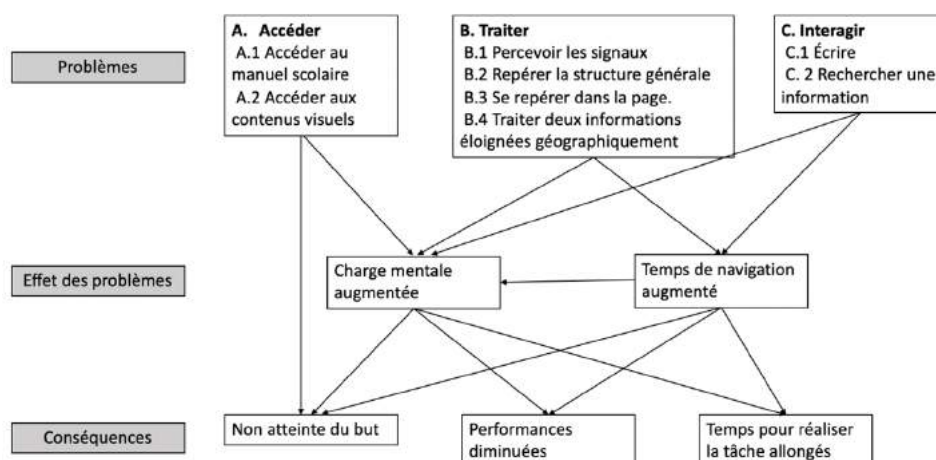 Problèmes
A. Accéder
A.1 Accéder au
manuel scolaire
A.2 Accéder aux
contenus visuels
B. Traiter
B.1 Percevoir les signaux
B.2 Repérer la structure générale
B.3 Se repérer dans la page.
B.4 Traiter deux informations
éloignées géographiquement
C. Interagir
C.1 Écrire
C. 2 Rechercher une
information
Effet des problèmes
Charge mentale
augmentée
Temps de navigation
augmenté
Conséquences
Non atteinte du but
Performances
diminuées
Temps pour réaliser
la tâche allongés